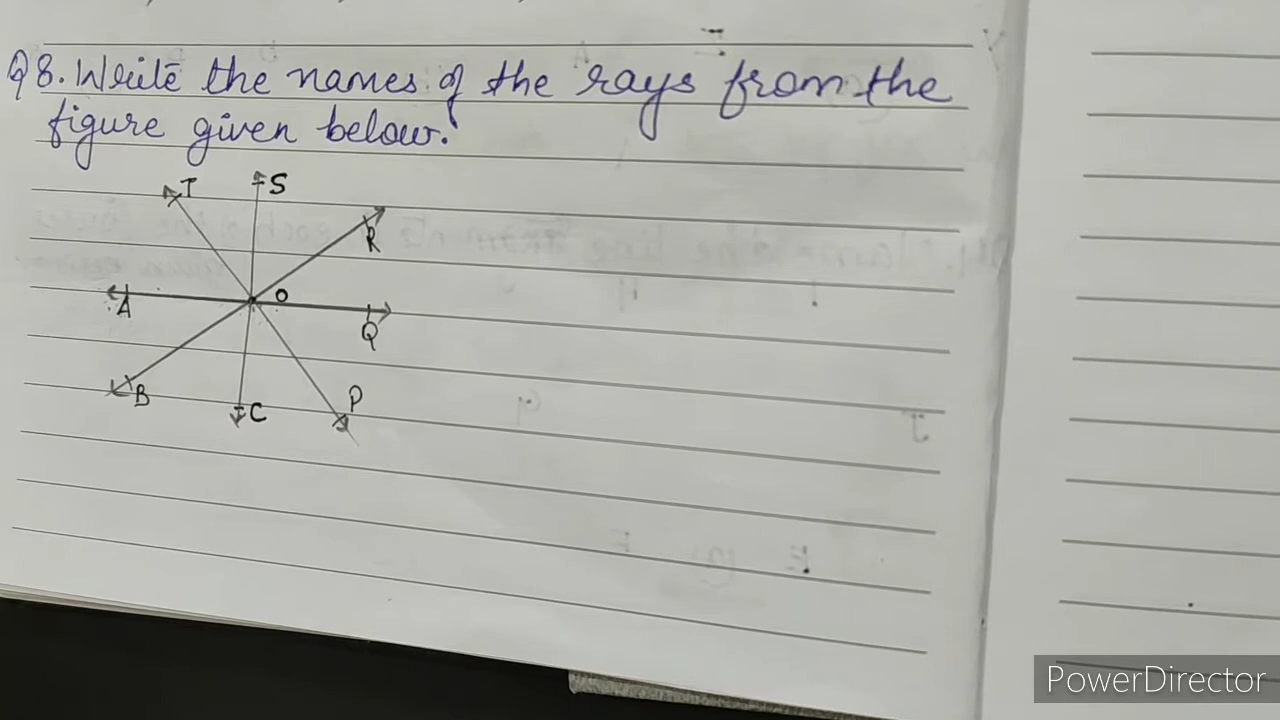 Q8. Write the names of the rays from the
figure given below.
T S
R
O
A
Q
B
C
P
PowerDirector